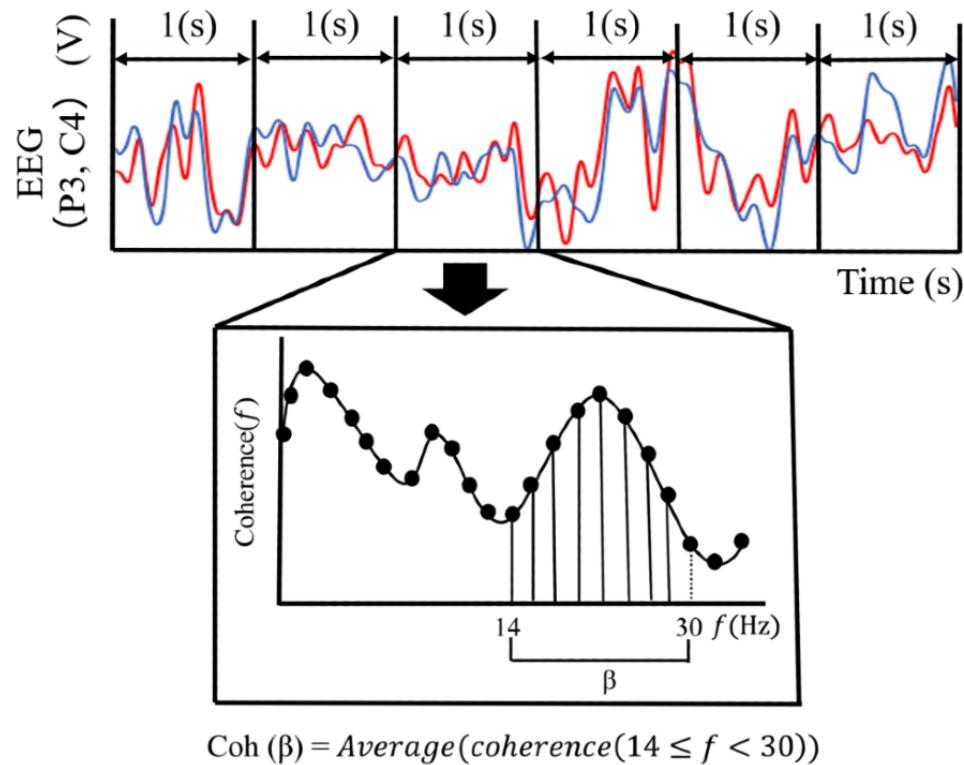 EEG
(P3, C4) (V)
1(s) 1(s) 1(s) 1(s) 1(s) 1(s)
Time (s)
Coherence(f)
14 30 f(Hz)
β
Coh (β) = Average(coherence(14 ≤ f < 30))